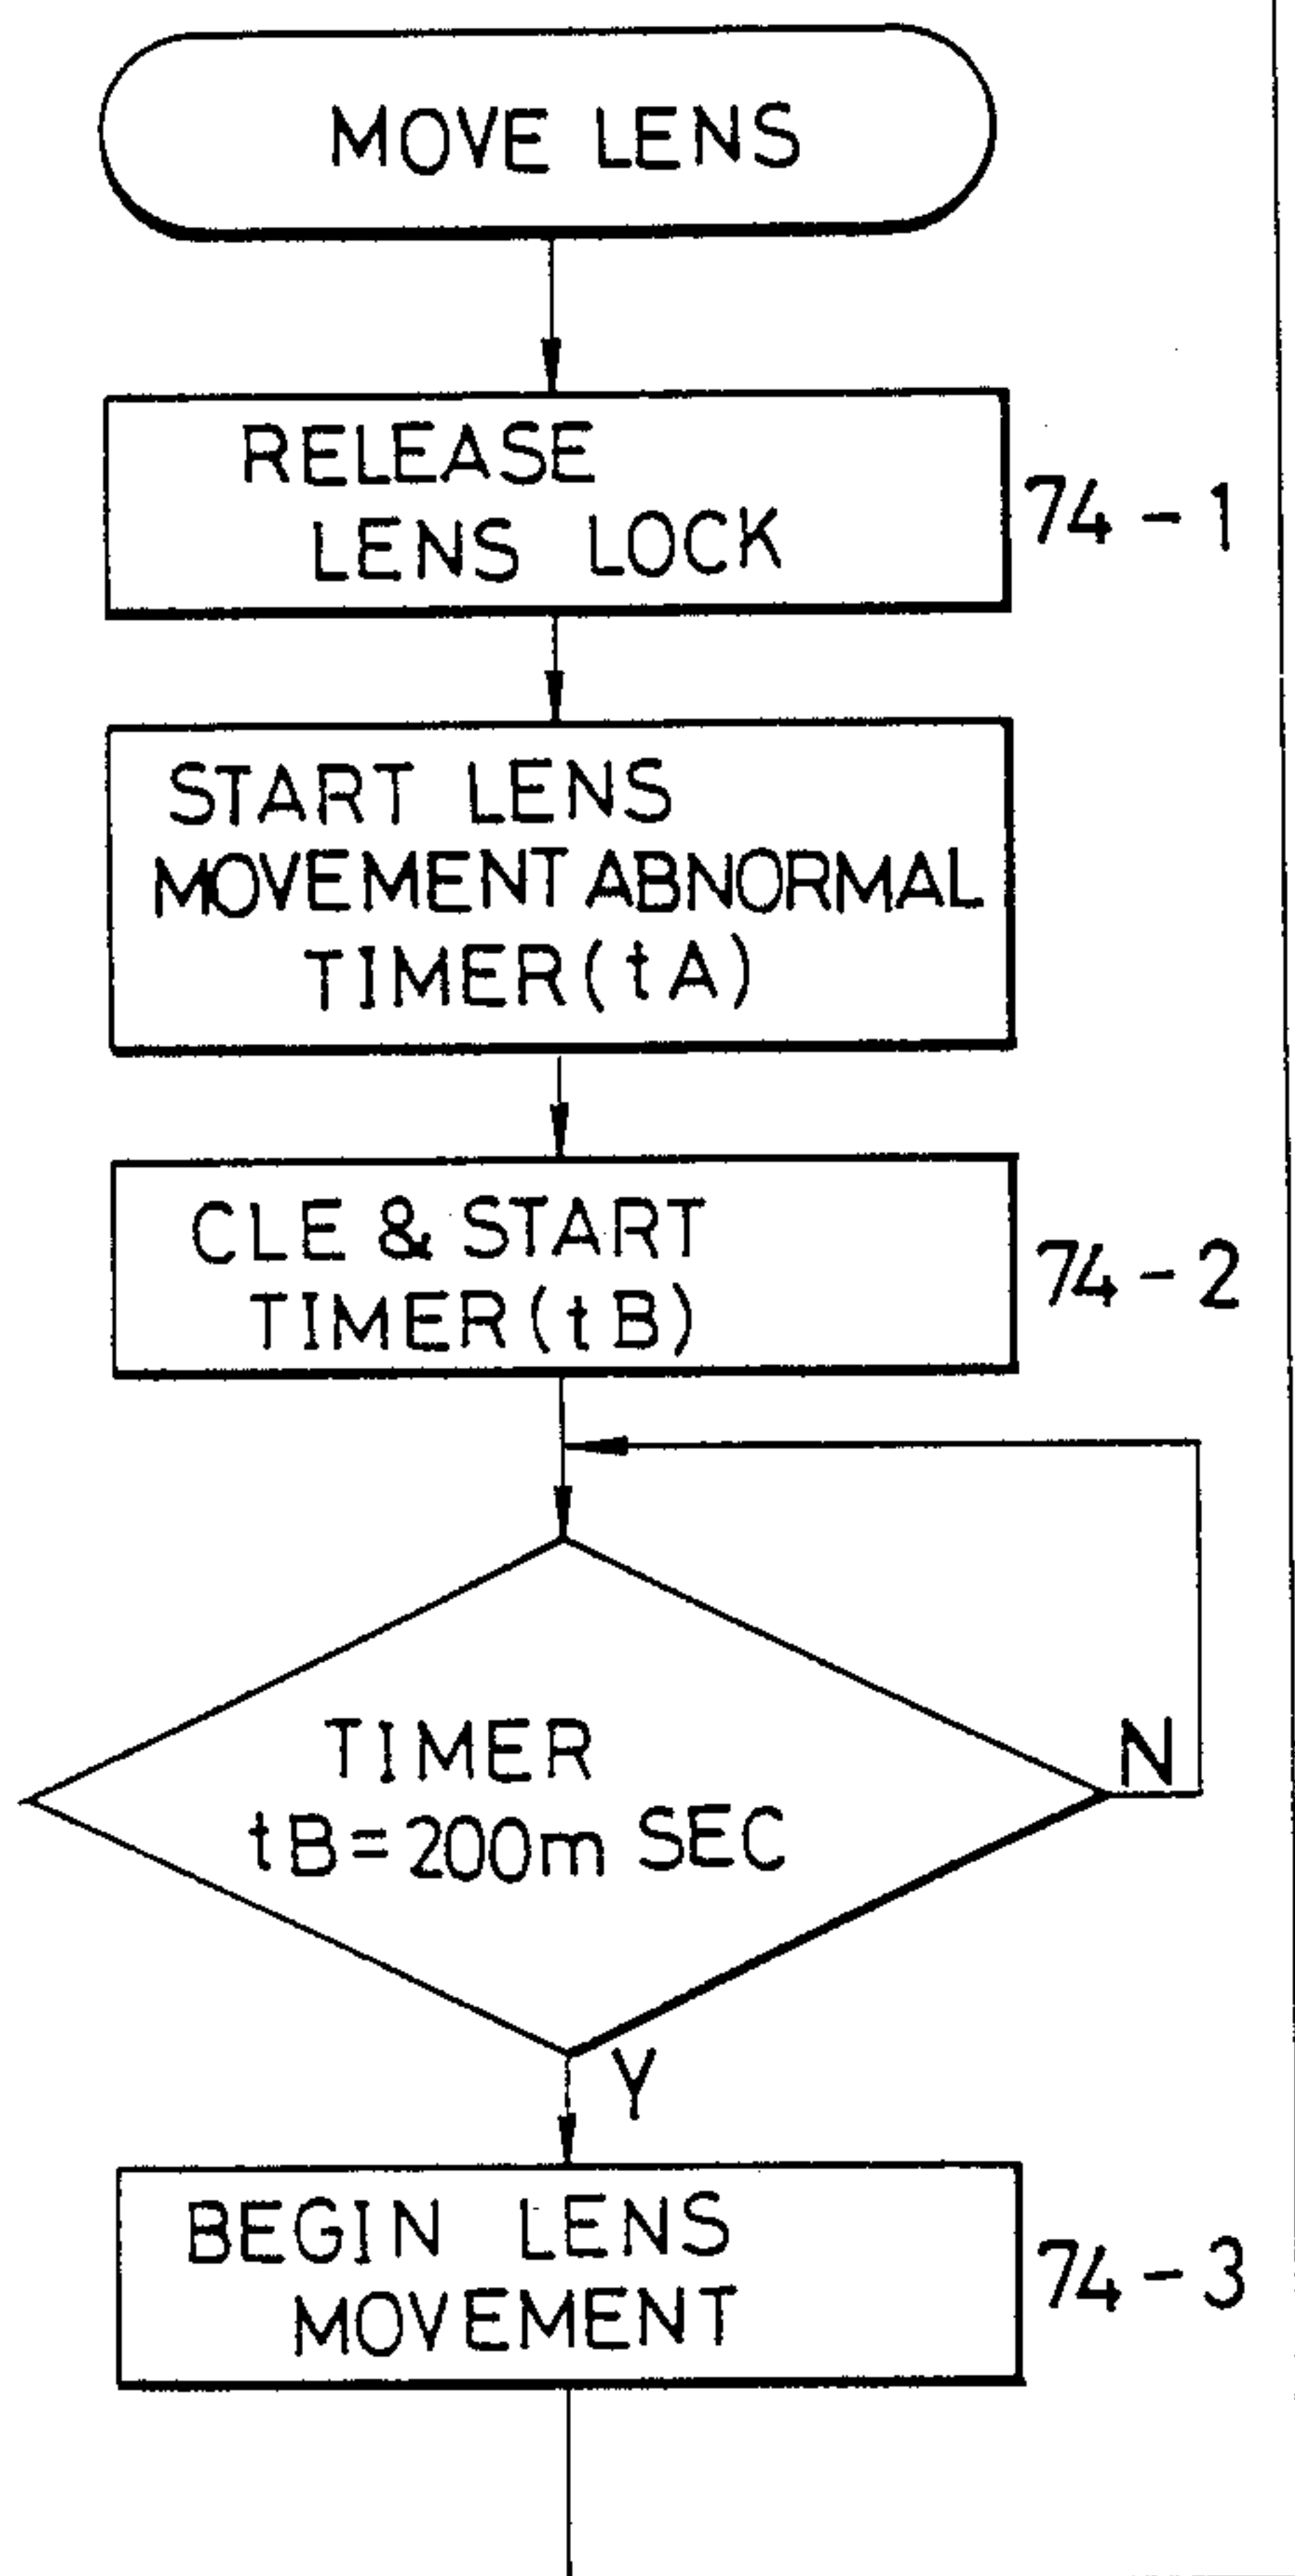 MOVE LENS
RELEASE
LENS LOCK
74-1
START LENS
MOVEMENT ABNORMAL
TIMER(tA)
CLE & START
TIMER(tB)
74-2
TIMER
tB=200m SEC
N
Y
BEGIN LENS
MOVEMENT
74-3